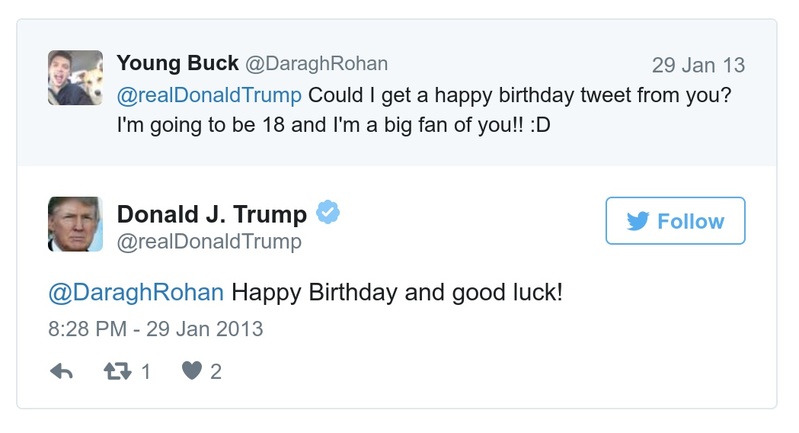 Young Buck @DaraghRohan 29 Jan 13
@realDonaldTrump Could I get a happy birthday tweet from you?
I'm going to be 18 and I'm a big fan of you!! :D
Donald J. Trump
Follow
@realDonaldTrump
@DaraghRohan Happy Birthday and good luck!
8:28 PM - 29 Jan 2013
1 2